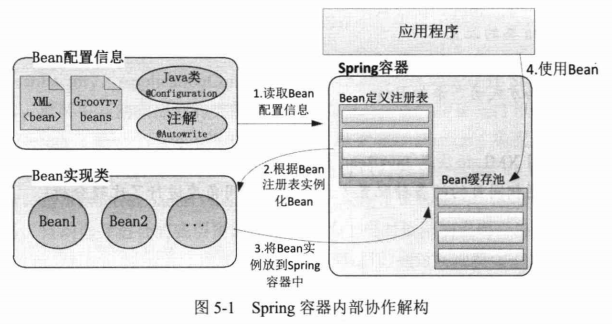 应用程序
Bean配置信息
XML
<bean>
Groovry
beans
Java类
@Configuration
注解
@Autowrite
1.读取Bean
配置信息
Spring容器
Bean定义注册表
4.使用Bean
2.根据Bean
注册表实例
化Bean
Bean缓存池
Bean实现类
Bean1
Bean2
...
3.将Bean实
例放到Spring
容器中
图 5-1 Spring 容器内部协作解构